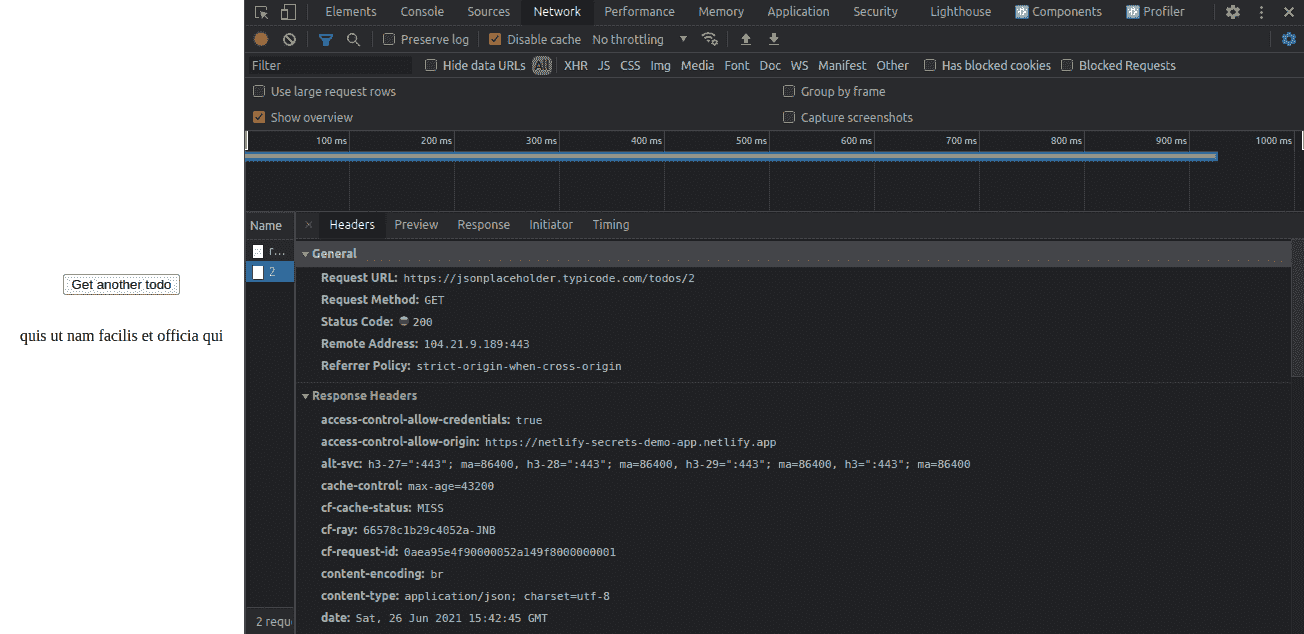 Elements Console Sources Network Performance Memory Application Security Lighthouse Components Profiler
Preserve log Disable cache No throttling
Filter Hide data URLs All XHR JS CSS Img Media Font Doc WS Manifest Other Has blocked cookies Blocked Requests
Use large request rows Group by frame
Show overview Capture screenshots
100 ms 200 ms 300 ms 400 ms 500 ms 600 ms 700 ms 800 ms 900 ms 1000 ms
Name × Headers Preview Response Initiator Timing
r...
2
General
Request URL: https://jsonplaceholder.typicode.com/todos/2
Request Method: GET
Status Code: 200
Remote Address: 104.21.9.189:443
Referrer Policy: strict-origin-when-cross-origin
Response Headers
access-control-allow-credentials: true
access-control-allow-origin: https://netlify-secrets-demo-app.netlify.app
alt-svc: h3-27=":443"; ma=86400, h3-28=":443"; ma=86400, h3-29=":443"; ma=86400, h3=":443"; ma=86400
cache-control: max-age=43200
cf-cache-status: MISS
cf-ray: 66578c1b29c4052a-JNB
cf-request-id: 0aea95e4f90000052a149f8000000001
content-encoding: br
content-type: application/json; charset=utf-8
date: Sat, 26 Jun 2021 15:42:45 GMT
2 requ
Get another todo
quis ut nam facilis et officia qui